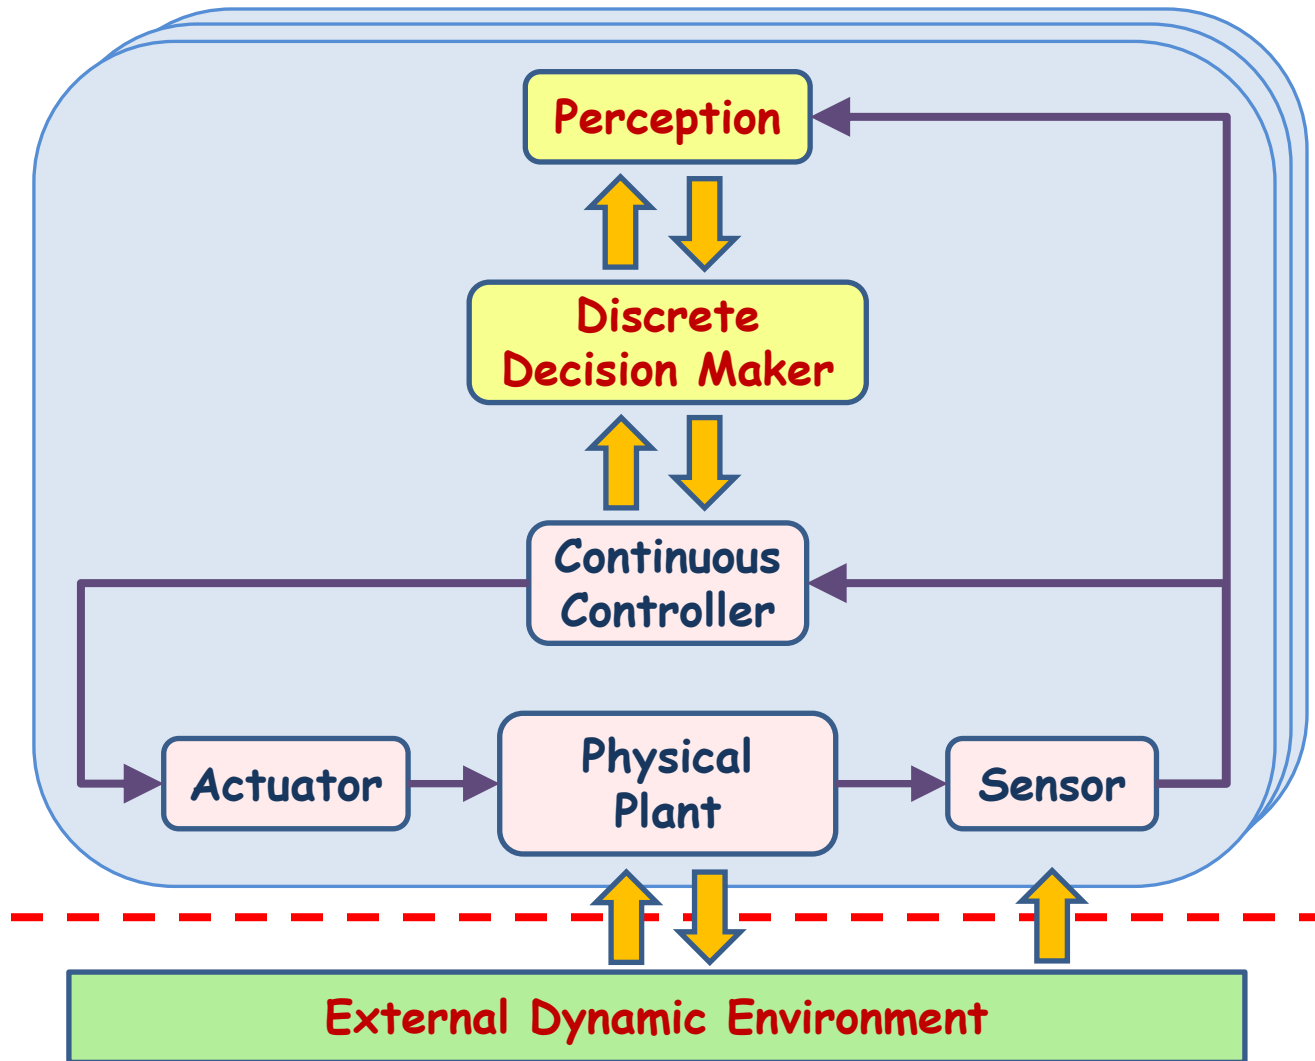 Perception
Discrete
Decision Maker
Continuous
Controller
Actuator
Physical
Plant
Sensor
External Dynamic Environment